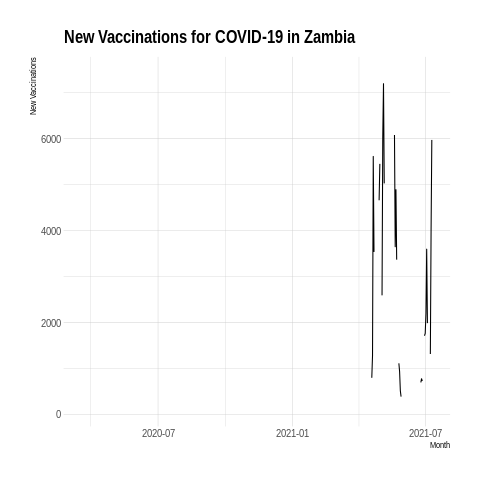 New Vaccinations for COVID-19 in Zambia
New Vaccinations
6000
4000
2000
0
2020-07
2021-01
2021-07
Month